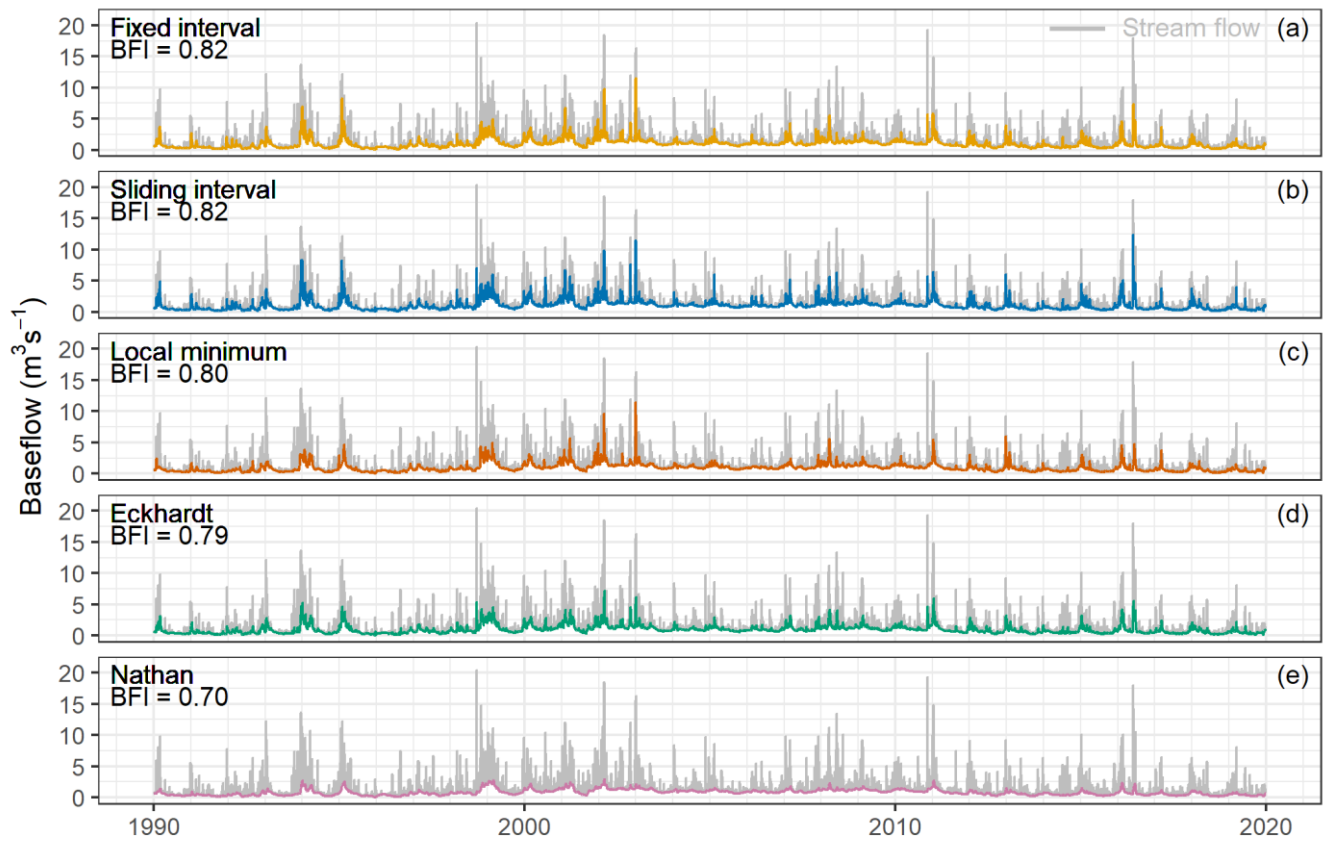 Baseflow (m³s⁻¹)
Fixed interval
BFI = 0.82
Stream flow
(a)
20
15
10
5
0
Sliding interval
BFI = 0.82
(b)
20
15
10
5
0
Local minimum
BFI = 0.80
(c)
20
15
10
5
0
Eckhardt
BFI = 0.79
(d)
20
15
10
5
0
Nathan
BFI = 0.70
(e)
20
15
10
5
0
1990 2000 2010 2020